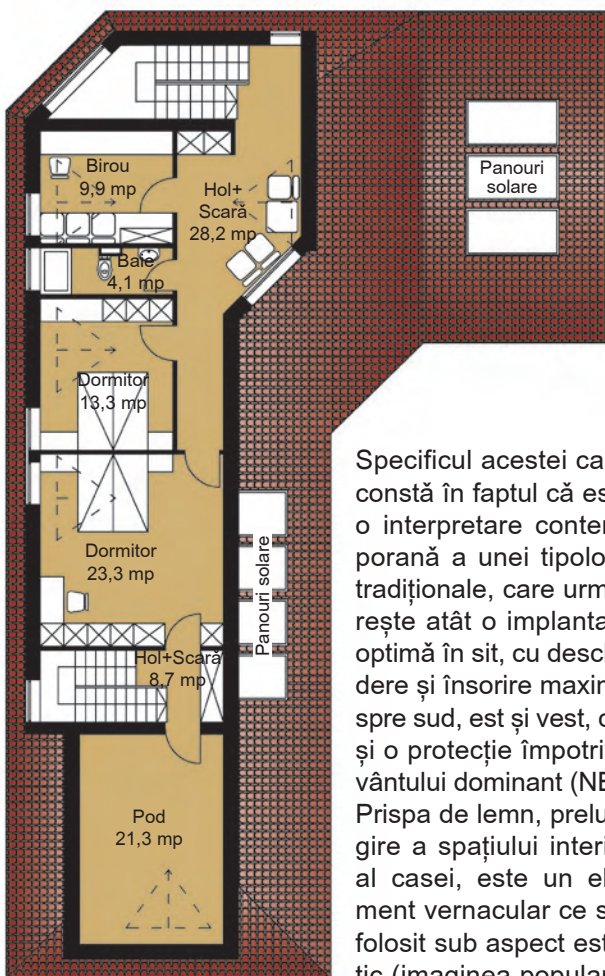 Birou
9,9 mp
Hol+
Scară
28,2 mp
Panouri
solare
Baie
4,1 mp
Dormitor
13,3 mp
Dormitor
23,3 mp
Panouri solare
Hol+Scară
8,7 mp
Pod
21,3 mp
Specificul acestei ca
constă în faptul că es
o interpretare conter
porană a unei tipolo
tradiționale, care urm
rește atât o implanta
optimă în sit, cu desc
dere și însorire maxin
spre sud, est și vest, c
și o protecție împotri
vântului dominant (NE
Prispa de lemn, prelu
gire a spațiului interi
al casei, este un el
ment vernacular ce s
folosit sub aspect est
tic (imaginea popular